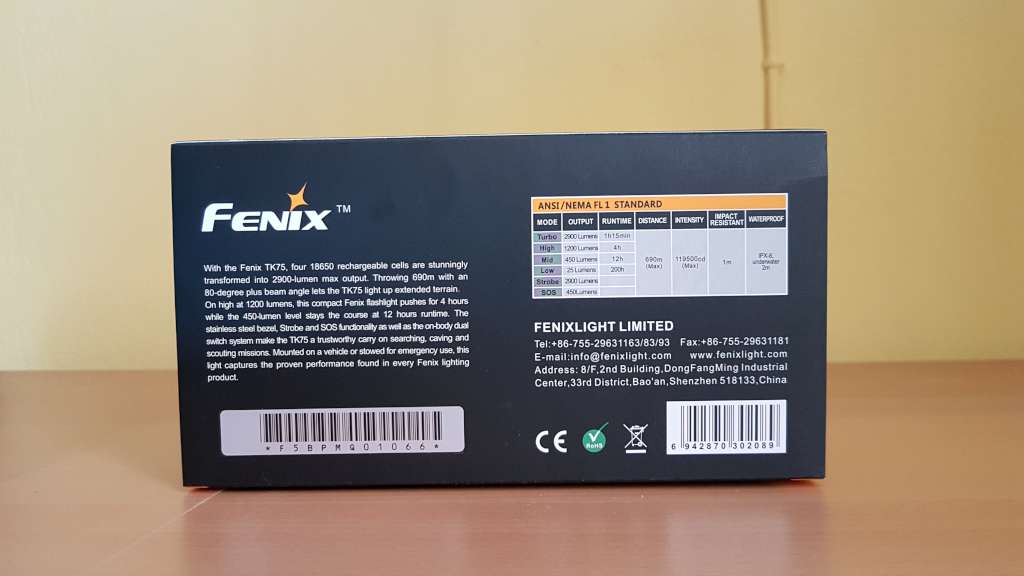 FENIX™
With the Fenix TK75, four 18650 rechargeable cells are stunningly
transformed into 2900-lumen max output. Throwing 690m with an
80-degree plus beam angle lets the TK75 light up extended terrain.
On high at 1200 lumens, this compact Fenix flashlight pushes for 4 hours
while the 450-lumen level stays the course at 12 hours runtime. The
stainless steel bezel, Strobe and SOS functionality as well as the on-body dual
switch system make the TK75 a trustworthy carry on searching, caving and
scouting missions. Mounted on a vehicle or stowed for emergency use, this
light captures the proven performance found in every Fenix lighting
product.
*F5BPMQ01066*
ANSI/NEMA FL 1 STANDARD
MODE OUTPUT RUNTIME DISTANCE INTENSITY IMPACT RESISTANT WATERPROOF
Turbo 2900 Lumens 1h15min
High 1200 Lumens 4h
Mid 450 Lumens 12h
Low 25 Lumens 200h
Strobe 2900 Lumens
SOS 450Lumens
690m
(Max)
119500cd
(Max)
1m
IPX-8,
underwater
2m
FENIXLIGHT LIMITED
Tel:+86-755-29631163/83/93 Fax:+86-755-29631181
E-mail:info@fenixlight.com www.fenixlight.com
Address: 8/F,2nd Building,DongFangMing Industrial
Center,33rd District,Bao'an,Shenzhen 518133,China
CE
RoHS
6 942870 302089